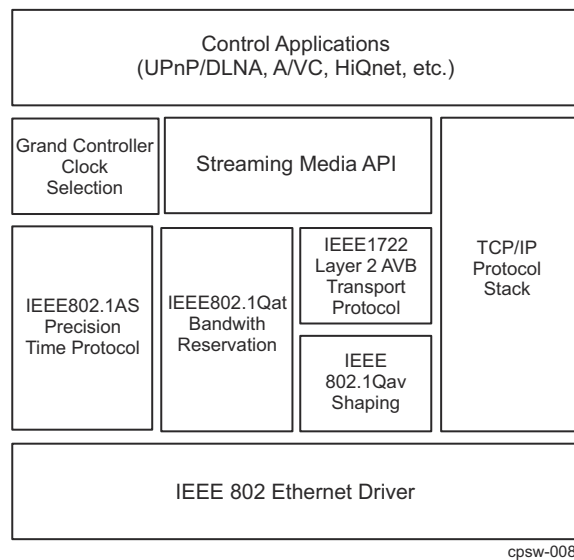 Control Applications
(UPnP/DLNA, A/VC, HiQnet, etc.)
Grand Controller
Clock
Selection
Streaming Media API
TCP/IP
Protocol
Stack
IEEE802.1AS
Precision
Time Protocol
IEEE802.1Qat
Bandwith
Reservation
IEEE1722
Layer 2 AVB
Transport
Protocol
IEEE
802.1Qav
Shaping
IEEE 802 Ethernet Driver
cpsw-008